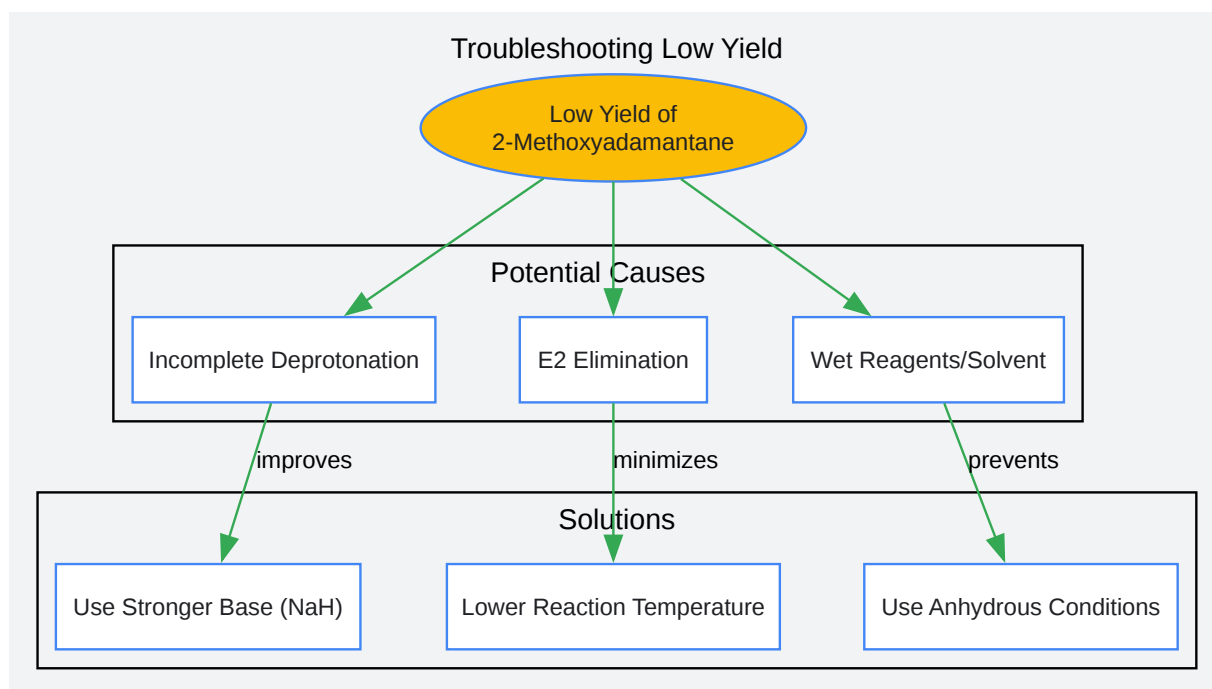 Troubleshooting Low Yield
Low Yield of
2-Methoxyadamantane
Potential Causes
Incomplete Deprotonation
E2 Elimination
Wet Reagents/Solvent
improves
minimizes
prevents
Solutions
Use Stronger Base (NaH)
Lower Reaction Temperature
Use Anhydrous Conditions